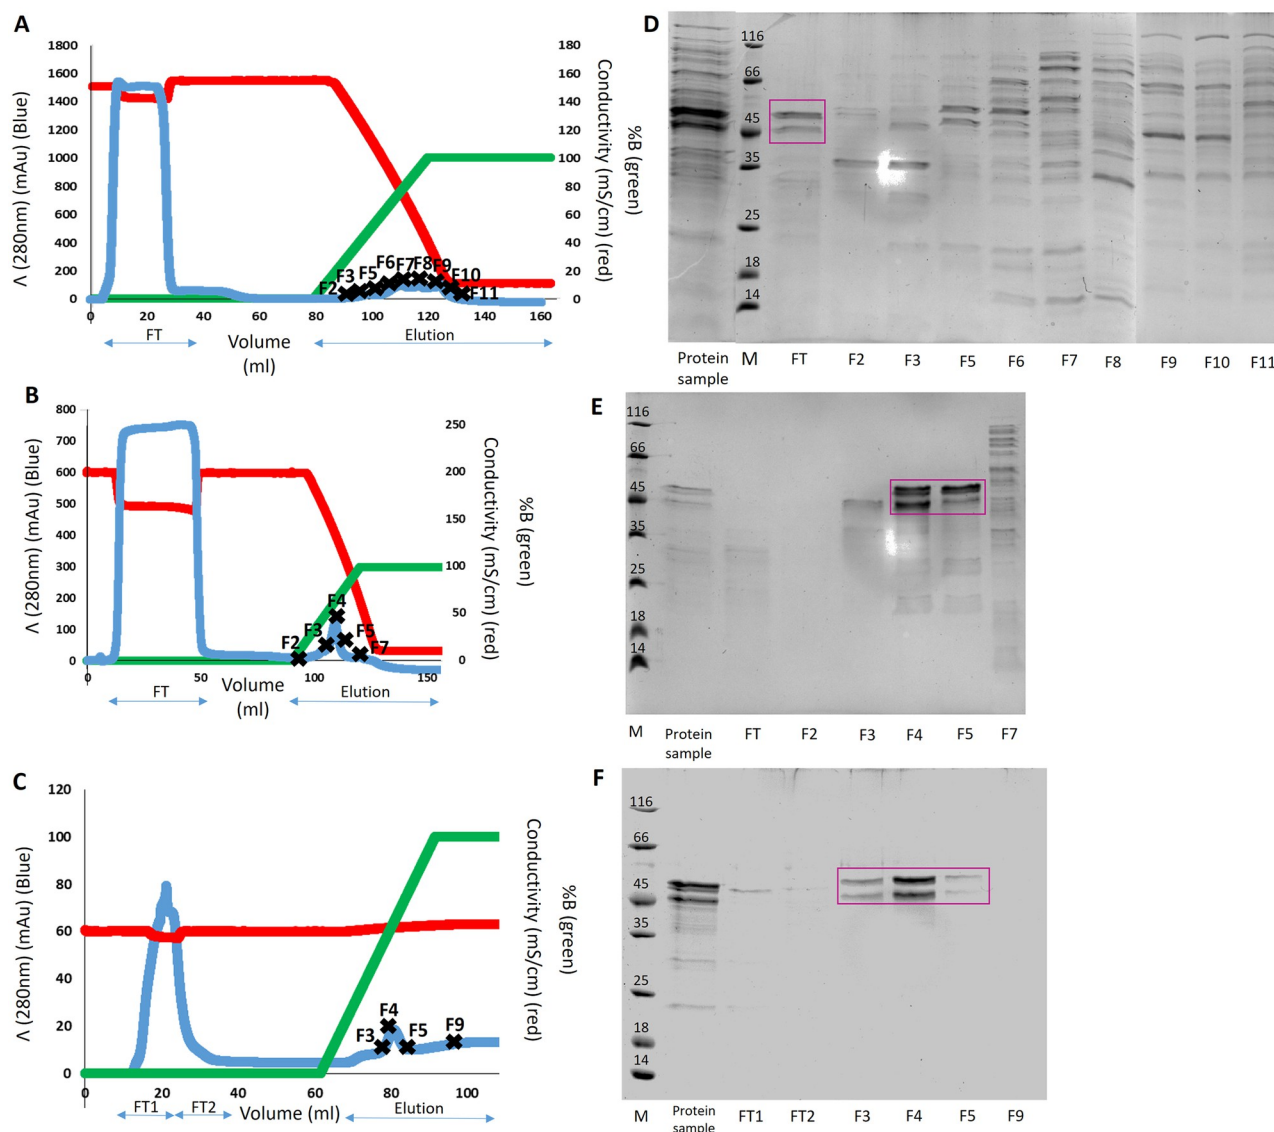 A
1800
1600
1400
1200
1000
800
600
400
200
0
Λ (280nm) (mAu) (Blue)
180
160
140
120
100
80
60
40
20
0
Conductivity (mS/cm) (red)
%B (green)
F2
F3
F5
F6
F7
F8
F9
F10
F11
0 20 40 60 80 100 120 140 160
FT
Volume
(ml)
Elution
B
800
700
600
500
400
300
200
100
0
Λ (280nm) (mAu) (Blue)
250
200
150
100
50
0
Conductivity (mS/cm) (red)
%B (green)
F2
F3
F4
F5
F7
0 50 100 150
FT
Volume
(ml)
Elution
C
120
100
80
60
40
20
0
Λ (280nm) (mAu) (Blue)
Conductivity (mS/cm) (red)
%B (green)
F3
F4
F5
F9
0 20 40 60 80 100
FT1 FT2 Volume (ml) Elution
D
116
66
45
35
25
18
14
Protein
sample
M FT F2 F3 F5 F6 F7 F8 F9 F10 F11
E
116
66
45
35
25
18
14
M Protein
sample
FT F2 F3 F4 F5 F7
F
116
66
45
35
25
18
14
M Protein
sample
FT1 FT2 F3 F4 F5 F9